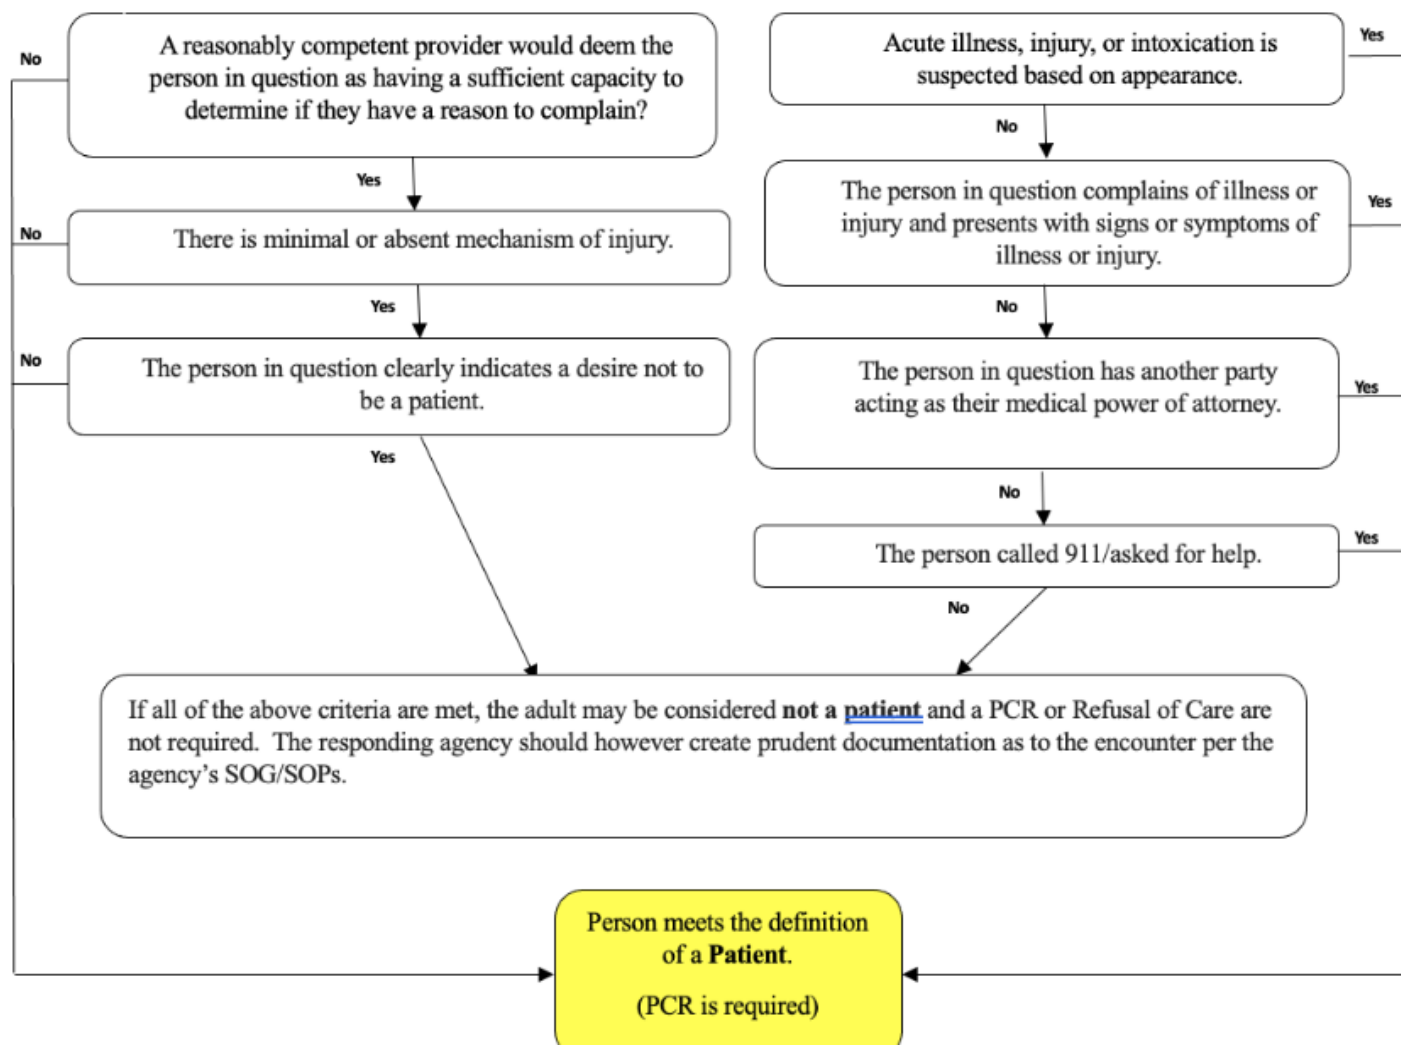 No
A reasonably competent provider would deem the
person in question as having a sufficient capacity to
determine if they have a reason to complain?
Yes
No
There is minimal or absent mechanism of injury.
Yes
No
The person in question clearly indicates a desire not to
be a patient.
Yes
Acute illness, injury, or intoxication is
suspected based on appearance.
Yes
No
The person in question complains of illness or
injury and presents with signs or symptoms of
illness or injury.
Yes
No
The person in question has another party
acting as their medical power of attorney.
Yes
No
The person called 911/asked for help.
Yes
No
If all of the above criteria are met, the adult may be considered not a patient and a PCR or Refusal of Care are
not required.  The responding agency should however create prudent documentation as to the encounter per the
agency’s SOG/SOPs.
Person meets the definition
of a Patient.
(PCR is required)